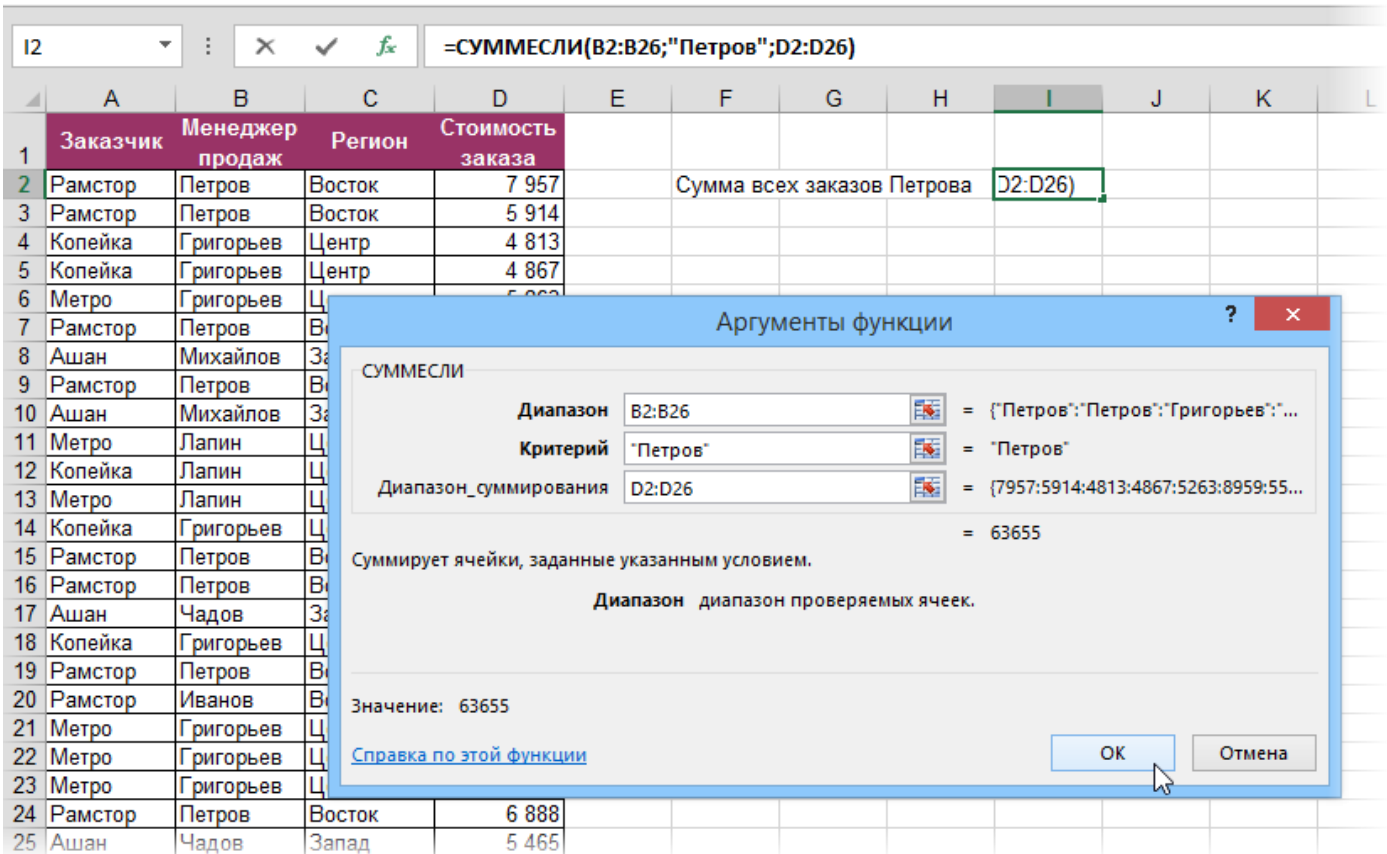 I2 fx =СУММЕСЛИ(B2:B26;"Петров";D2:D26)
A B C D E F G H I J K L
1 Заказчик Менеджер продаж Регион Стоимость заказа
2 Рамстор Петров Восток 7 957 Сумма всех заказов Петрова D2:D26)
3 Рамстор Петров Восток 5 914
4 Копейка Григорьев Центр 4 813
5 Копейка Григорьев Центр 4 867
6 Метро Григорьев
7 Рамстор Петров
8 Ашан Михайлов
9 Рамстор Петров
10 Ашан Михайлов
11 Метро Лапин
12 Копейка Лапин
13 Метро Лапин
14 Копейка Григорьев
15 Рамстор Петров
16 Рамстор Петров
17 Ашан Чадов
18 Копейка Григорьев
19 Рамстор Петров
20 Рамстор Иванов
21 Метро Григорьев
22 Метро Григорьев
23 Метро Григорьев
24 Рамстор Петров Восток 6 888
25 Ашан Чадов Запад 5 465
Аргументы функции ? ×
СУММЕСЛИ
Диапазон B2:B26 = {"Петров":"Петров":"Григорьев":"...
Критерий "Петров" = "Петров"
Диапазон_суммирования D2:D26 = {7957:5914:4813:4867:5263:8959:55...
= 63655
Суммирует ячейки, заданные указанным условием.
Диапазон диапазон проверяемых ячеек.
Значение: 63655
Справка по этой функции
ОК Отмена